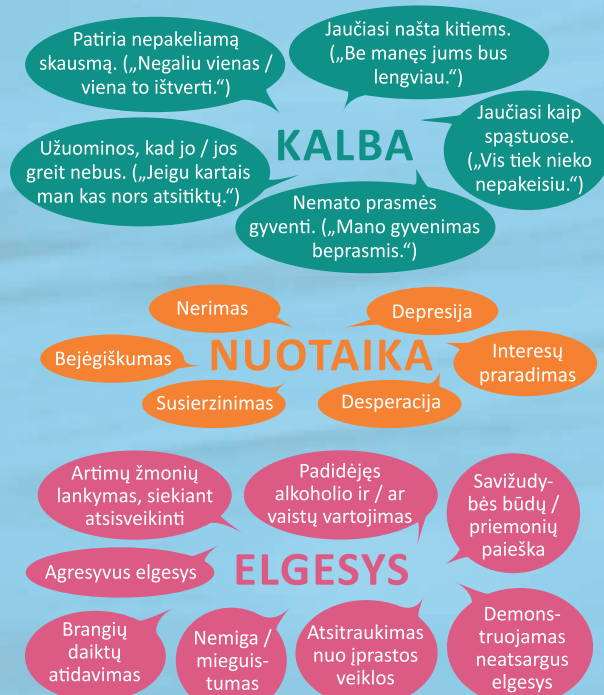 Patiria nepakeliamą
skausmą. („Negaliu vienas /
viena to ištverti.“)
Jaučiasi našta kitiems.
(„Be manęs jums bus
lengviau.“)
Jaučiasi kaip
spąstuose.
(„Vis tiek nieko
nepakeisiu.“)
KALBA
Užuominos, kad jo / jos
greit nebus. („Jeigu kartais
man kas nors atsitiktų.“)
Nemato prasmės
gyventi. („Mano gyvenimas
beprasmis.“)
Nerimas
Depresija
Bejėgiškumas
NUOTAIKA
Interesų
praradimas
Susierzinimas
Desperacija
Artimų žmonių
lankymas, siekiant
atsisveikinti
Padidėjęs
alkoholio ir / ar
vaistų vartojimas
Savižudy-
bės būdų /
priemonių
paieška
Agresyvus elgesys
ELGESYS
Brangių
daiktų
atidavimas
Nemiga /
mieguis-
tumas
Atsitraukimas
nuo įprastos
veiklos
Demons-
truojamas
neatsargus
elgesys